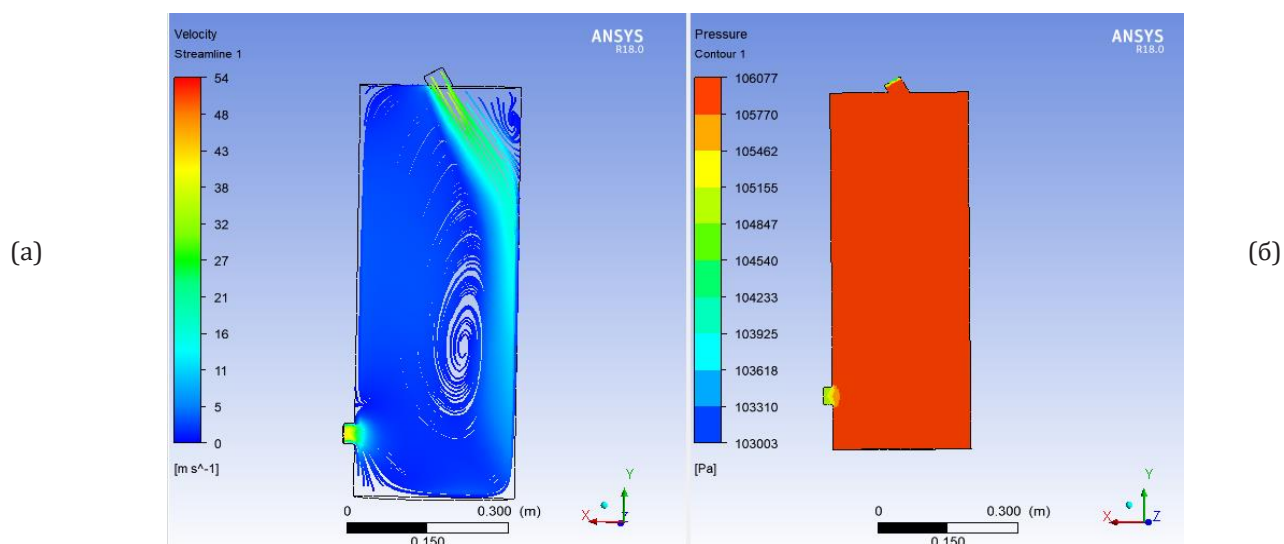 (а)
Velocity
Streamline 1
54
48
43
38
32
27
21
16
11
5
0
[m s^-1]
ANSYS
R18.0
0 0.300 (m)
0.150
Y
X
Z
Pressure
Contour 1
106077
105770
105462
105155
104847
104540
104233
103925
103618
103310
103003
[Pa]
ANSYS
R18.0
0 0.300 (m)
0.150
Y
X
Z
(б)